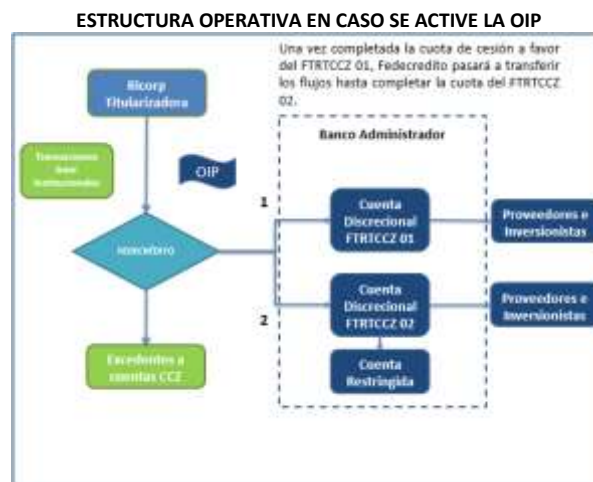 ESTRUCTURA OPERATIVA EN CASO SE ACTIVE LA OIP
Una vez completada la cuota de cesión a favor
del FTRTCCZ 01, Fedecredito pasará a transferir
los flujos hasta completar la cuota del FTRTCCZ
02.
Ricorp
Titularizadora
Banco Administrador
OIP
1
Cuenta
Discrecional
FTRTCCZ 01
Proveedores e
Inversionistas
2
Cuenta
Discrecional
FTRTCCZ 02
Proveedores e
Inversionistas
Excedentes a
cuentas CCZ
Cuenta
Restringida